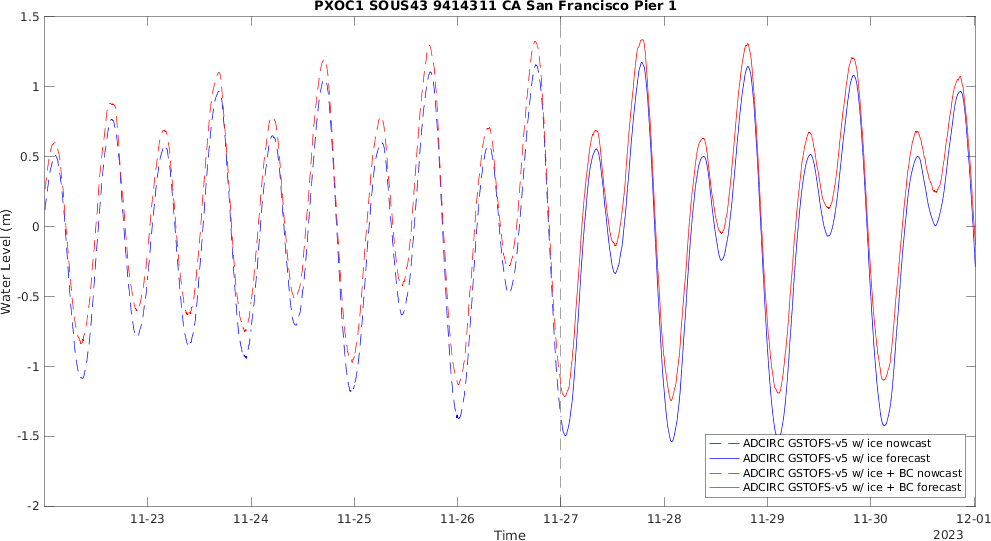 PXOC1 SOUS43 9414311 CA San Francisco Pier 1
Water Level (m)
1.5
1
0.5
0
-0.5
-1
-1.5
-2
11-23
11-24
11-25
11-26
11-27
11-28
11-29
11-30
12-01
Time
2023
ADCIRC GSTOFS-v5 w/ ice nowcast
ADCIRC GSTOFS-v5 w/ ice forecast
ADCIRC GSTOFS-v5 w/ ice + BC nowcast
ADCIRC GSTOFS-v5 w/ ice + BC forecast